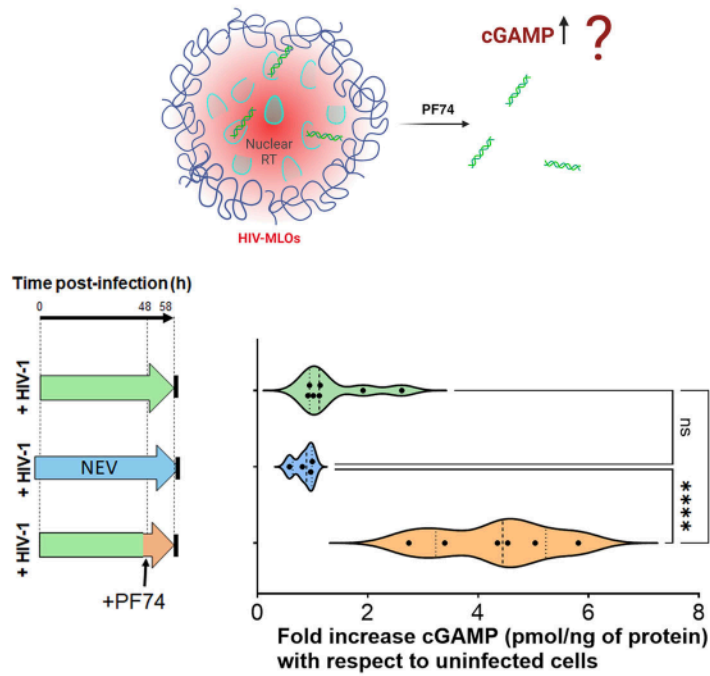 cGAMP ?
PF74
Nuclear
RT
HIV-MLOs
Time post-infection (h)
0 48 58
+ HIV-1
+ HIV-1
NEV
+ HIV-1
+PF74
ns
****
0 2 4 6 8
Fold increase cGAMP (pmol/ng of protein)
with respect to uninfected cells